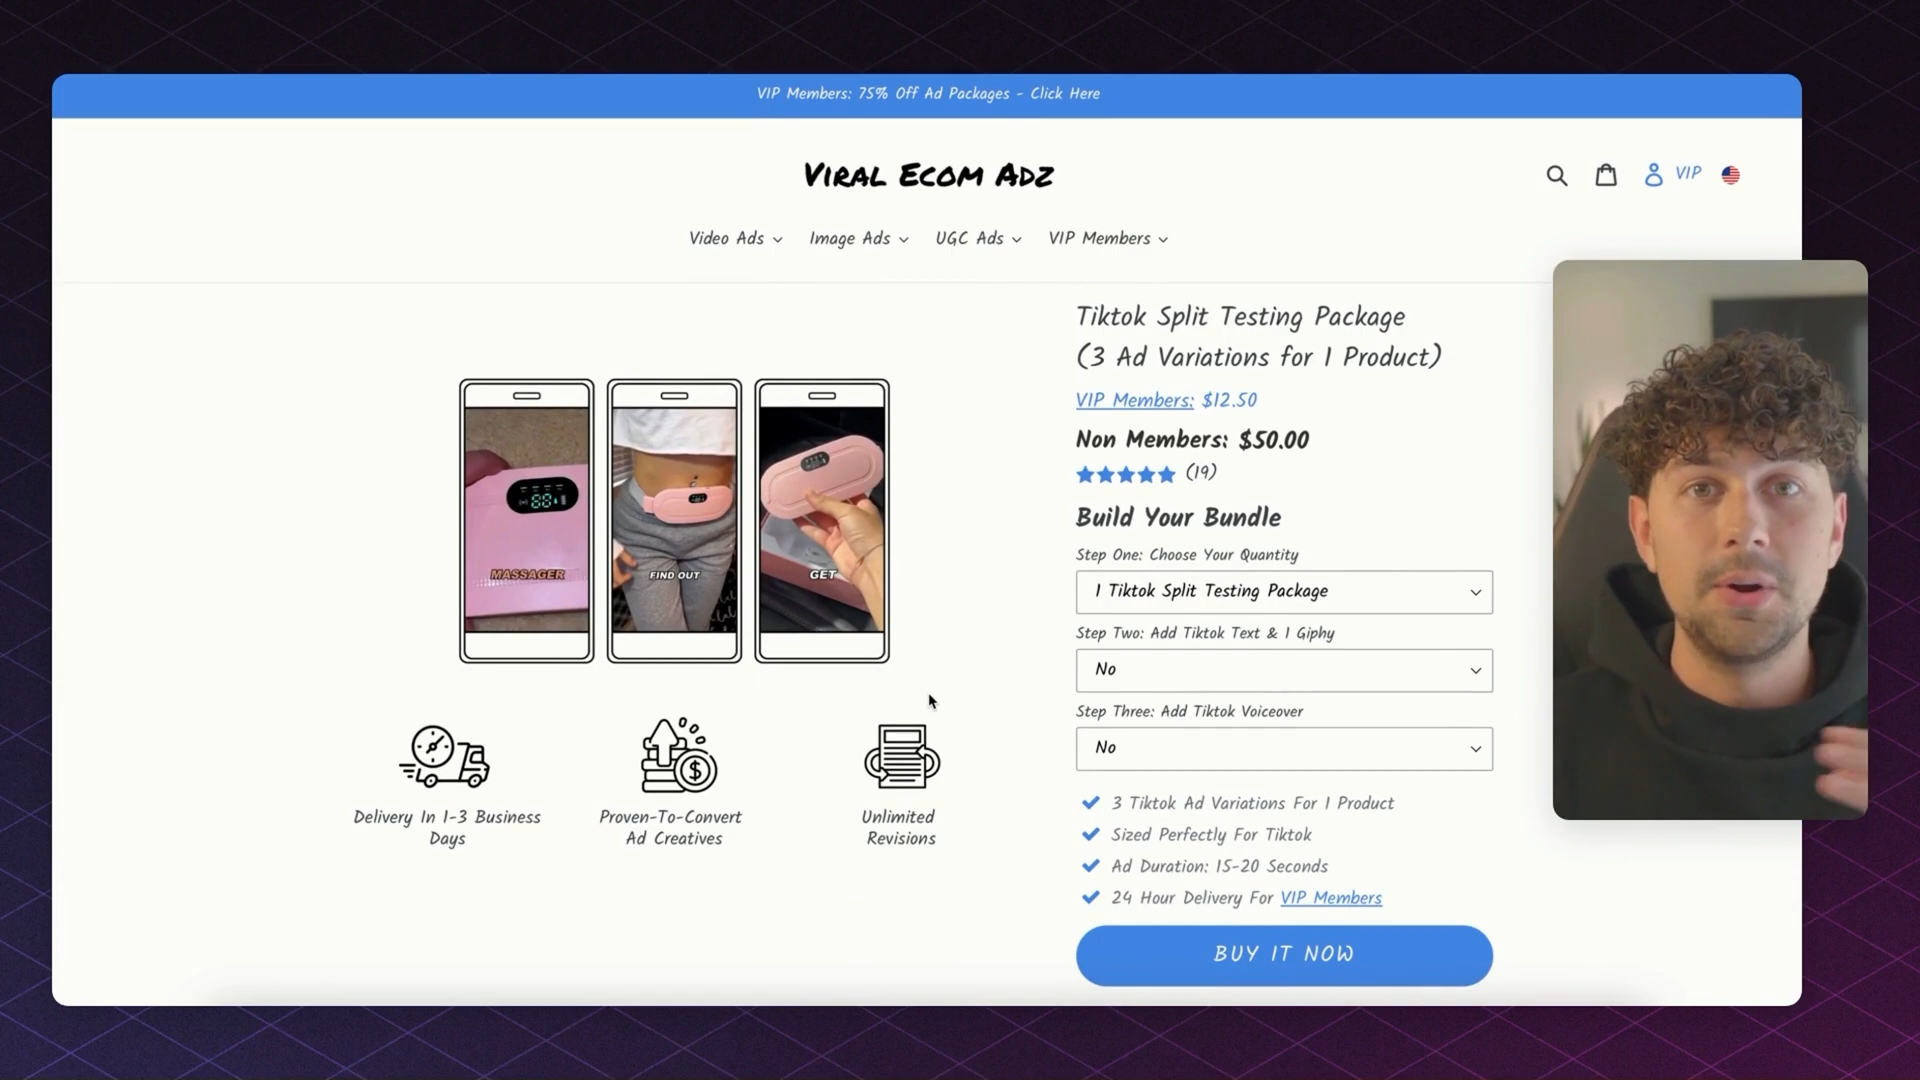 VIP Members: 75% Off Ad Packages - Click Here
Viral Ecom Adz
VIP
Video Ads
Image Ads
UGC Ads
VIP Members
Tiktok Split Testing Package
(3 Ad Variations for 1 Product)
VIP Members: $12.50
Non Members: $50.00
(19)
Build Your Bundle
Step One: Choose Your Quantity
1 Tiktok Split Testing Package
Step Two: Add Tiktok Text & 1 Giphy
No
Step Three: Add Tiktok Voiceover
No
3 Tiktok Ad Variations For 1 Product
Sized Perfectly For Tiktok
Ad Duration: 15-20 Seconds
24 Hour Delivery For VIP Members
BUY IT NOW
MASSAGER
FIND OUT
GET
Delivery In 1-3 Business
Days
Proven-To-Convert
Ad Creatives
Unlimited
Revisions